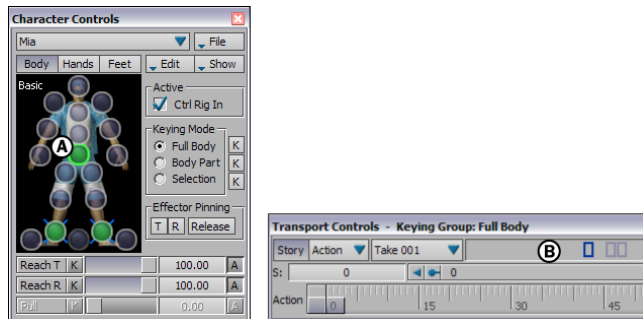 Character Controls
Mia
File
Body Hands Feet Edit Show
Basic
Active
Ctrl Rig In
A
Keying Mode
Full Body K
Body Part K
Selection K
Effector Pinning
T R Release
Reach T K 100.00 A
Reach R K 100.00 A
Pull K 0.00 A
Transport Controls - Keying Group: Full Body
Story Action Take 001 B
S: 0 0
Action 0 15 30 45